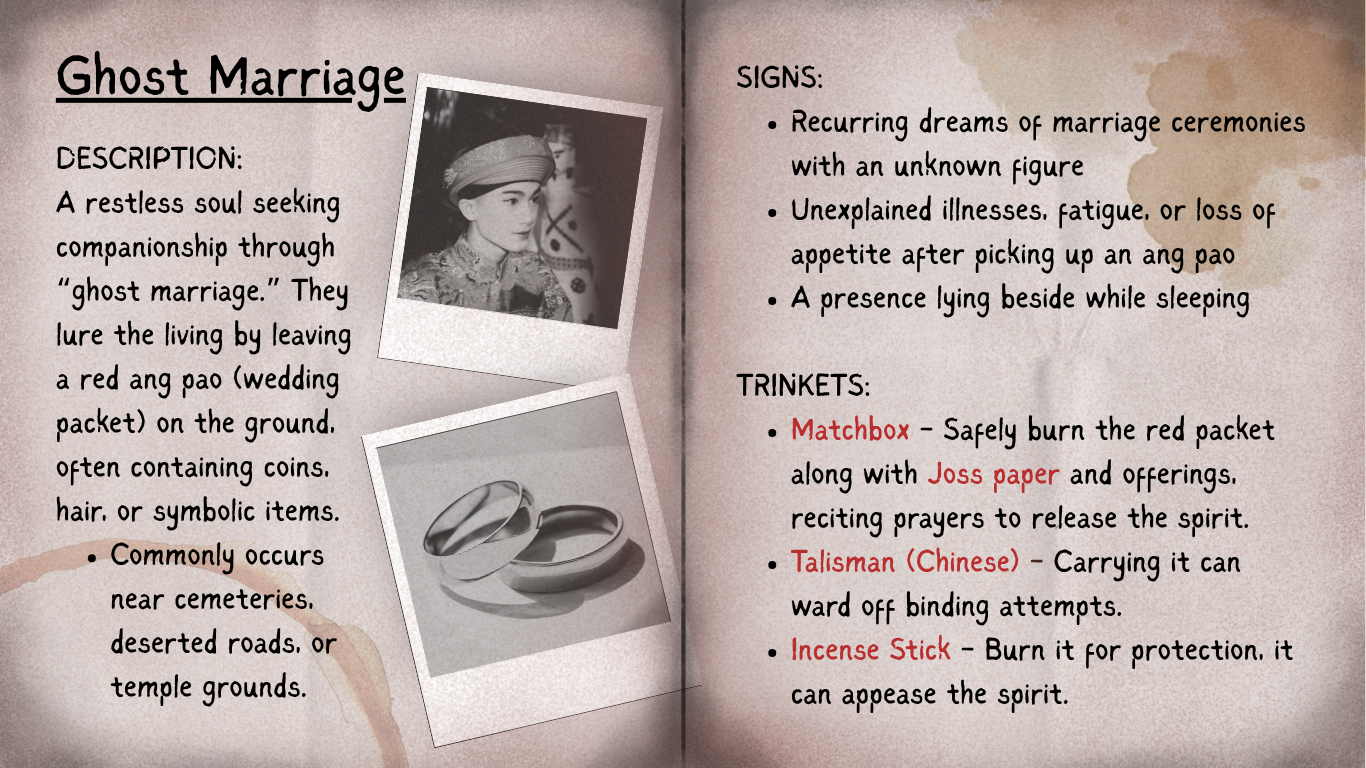 Ghost Marriage
DESCRIPTION:
A restless soul seeking
companionship through
“ghost marriage.” They
lure the living by leaving
a red ang pao (wedding
packet) on the ground,
often containing coins,
hair, or symbolic items.
• Commonly occurs
near cemeteries,
deserted roads, or
temple grounds.
SIGNS:
• Recurring dreams of marriage ceremonies
with an unknown figure
• Unexplained illnesses, fatigue, or loss of
appetite after picking up an ang pao
• A presence lying beside while sleeping
TRINKETS:
• Matchbox - Safely burn the red packet
along with Joss paper and offerings,
reciting prayers to release the spirit.
• Talisman (Chinese) - Carrying it can
ward off binding attempts.
• Incense Stick - Burn it for protection, it
can appease the spirit.